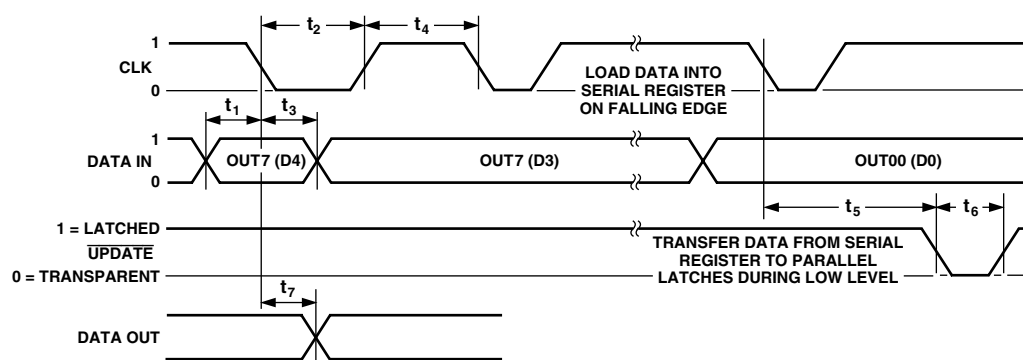 t2
t4
1
CLK
0
LOAD DATA INTO
SERIAL REGISTER
ON FALLING EDGE
t1
t3
1
DATA IN
0
OUT7 (D4)
OUT7 (D3)
OUT00 (D0)
t5
t6
1 = LATCHED
UPDATE
0 = TRANSPARENT
TRANSFER DATA FROM SERIAL
REGISTER TO PARALLEL
LATCHES DURING LOW LEVEL
t7
DATA OUT